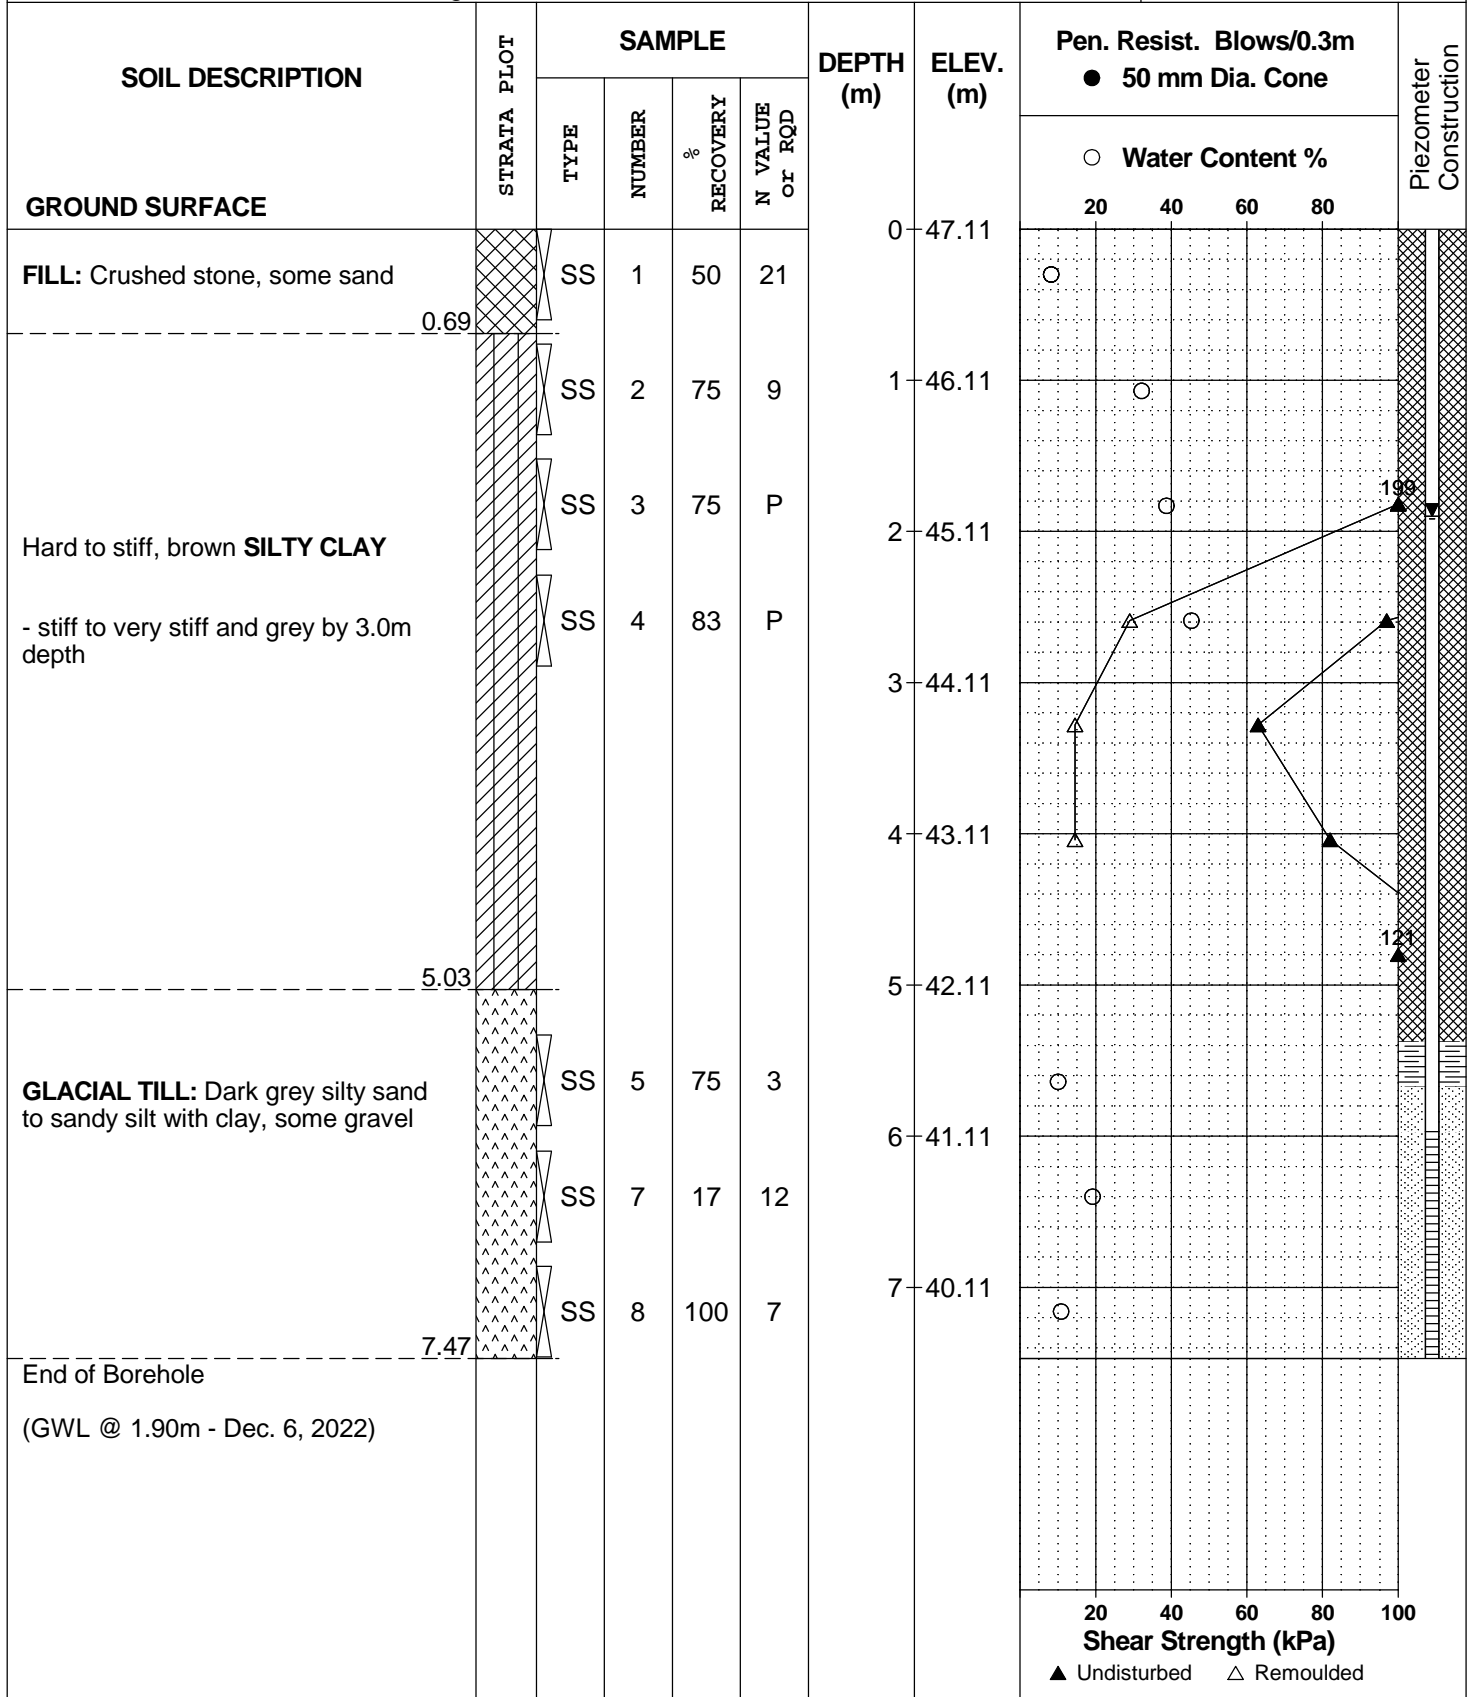 SOIL DESCRIPTION
GROUND SURFACE
STRATA PLOT
SAMPLE
TYPE
NUMBER
%
RECOVERY
N VALUE
or RQD
DEPTH
(m)
ELEV.
(m)
Pen. Resist. Blows/0.3m
● 50 mm Dia. Cone
○ Water Content %
20 40 60 80
Piezometer
Construction
0 47.11
FILL: Crushed stone, some sand
SS 1 50 21
0.69
SS 2 75 9
1 46.11
199
SS 3 75 P
2 45.11
Hard to stiff, brown SILTY CLAY
- stiff to very stiff and grey by 3.0m
depth
SS 4 83 P
3 44.11
4 43.11
121
5.03
5 42.11
GLACIAL TILL: Dark grey silty sand
to sandy silt with clay, some gravel
SS 5 75 3
6 41.11
SS 7 17 12
7 40.11
SS 8 100 7
7.47
End of Borehole
(GWL @ 1.90m - Dec. 6, 2022)
20 40 60 80 100
Shear Strength (kPa)
▲ Undisturbed △ Remoulded